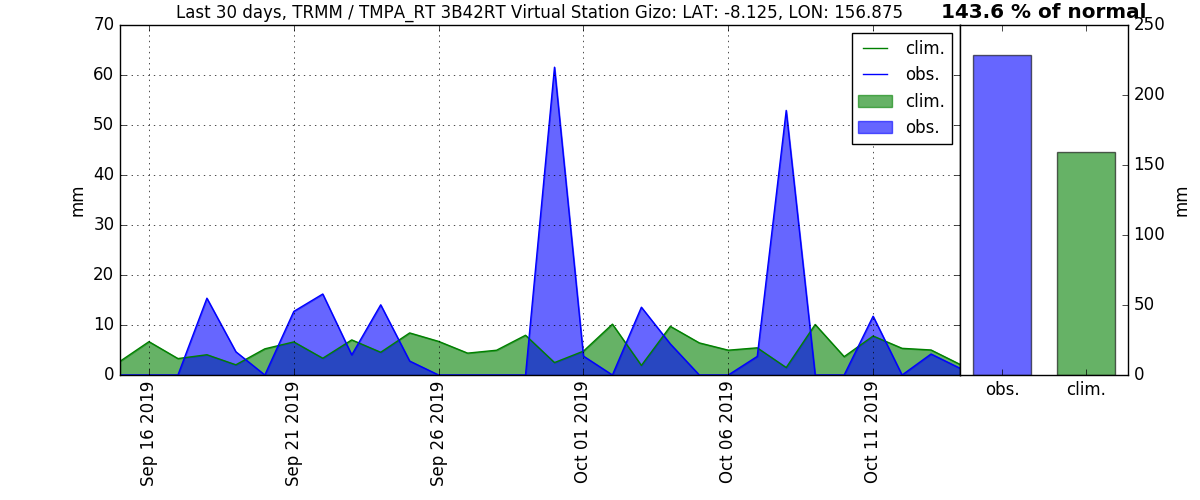 Last 30 days, TRMM / TMPA_RT 3B42RT Virtual Station Gizo: LAT: -8.125, LON: 156.875
143.6 % of normal
70
60
50
40
30
20
10
0
mm
clim.
obs.
clim.
obs.
Sep 16 2019
Sep 21 2019
Sep 26 2019
Oct 01 2019
Oct 06 2019
Oct 11 2019
250
200
150
100
50
0
mm
obs.
clim.